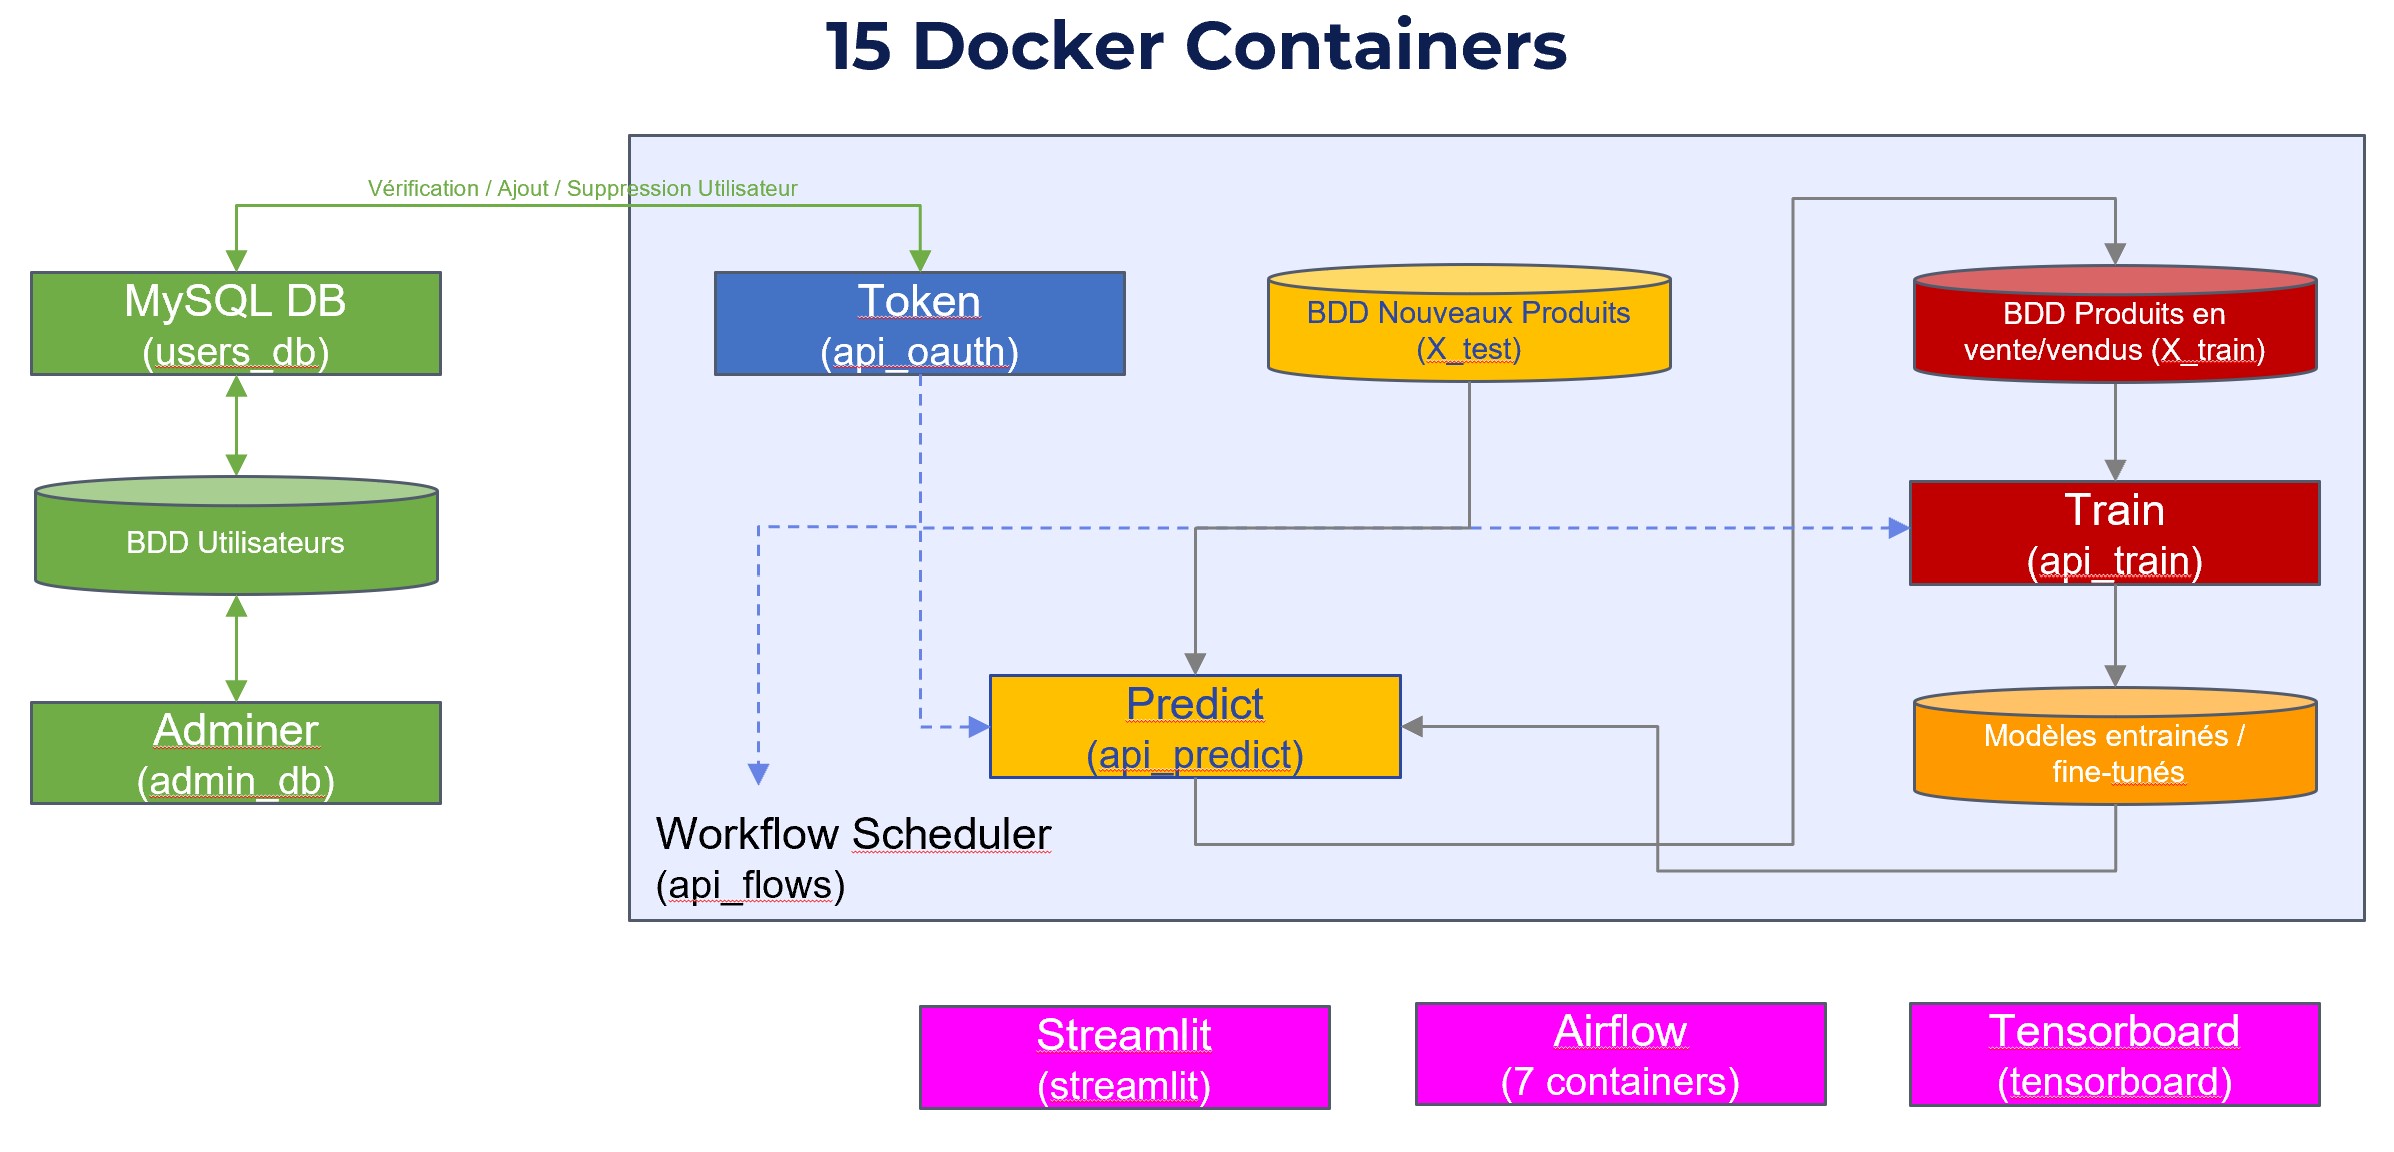 15 Docker Containers
Vérification / Ajout / Suppression Utilisateur
MySQL DB
(users_db)
Token
(api_oauth)
BDD Nouveaux Produits
(X_test)
BDD Produits en
vente/vendus (X_train)
BDD Utilisateurs
Train
(api_train)
Adminer
(admin_db)
Predict
(api_predict)
Modèles entrainés /
fine-tunés
Workflow Scheduler
(api_flows)
Streamlit
(streamlit)
Airflow
(7 containers)
Tensorboard
(tensorboard)